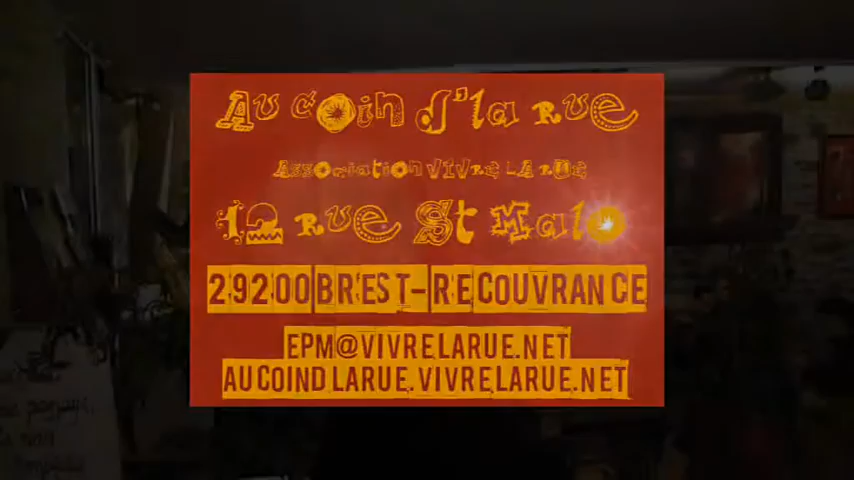 Au coin d'la rue
Association VIVRE LA RUE
12 rue St Malo
29200 BREST-RECOUVRANCE
EPM@VIVRELARUE.NET
AUCOINDLARUE.VIVRELARUE.NET